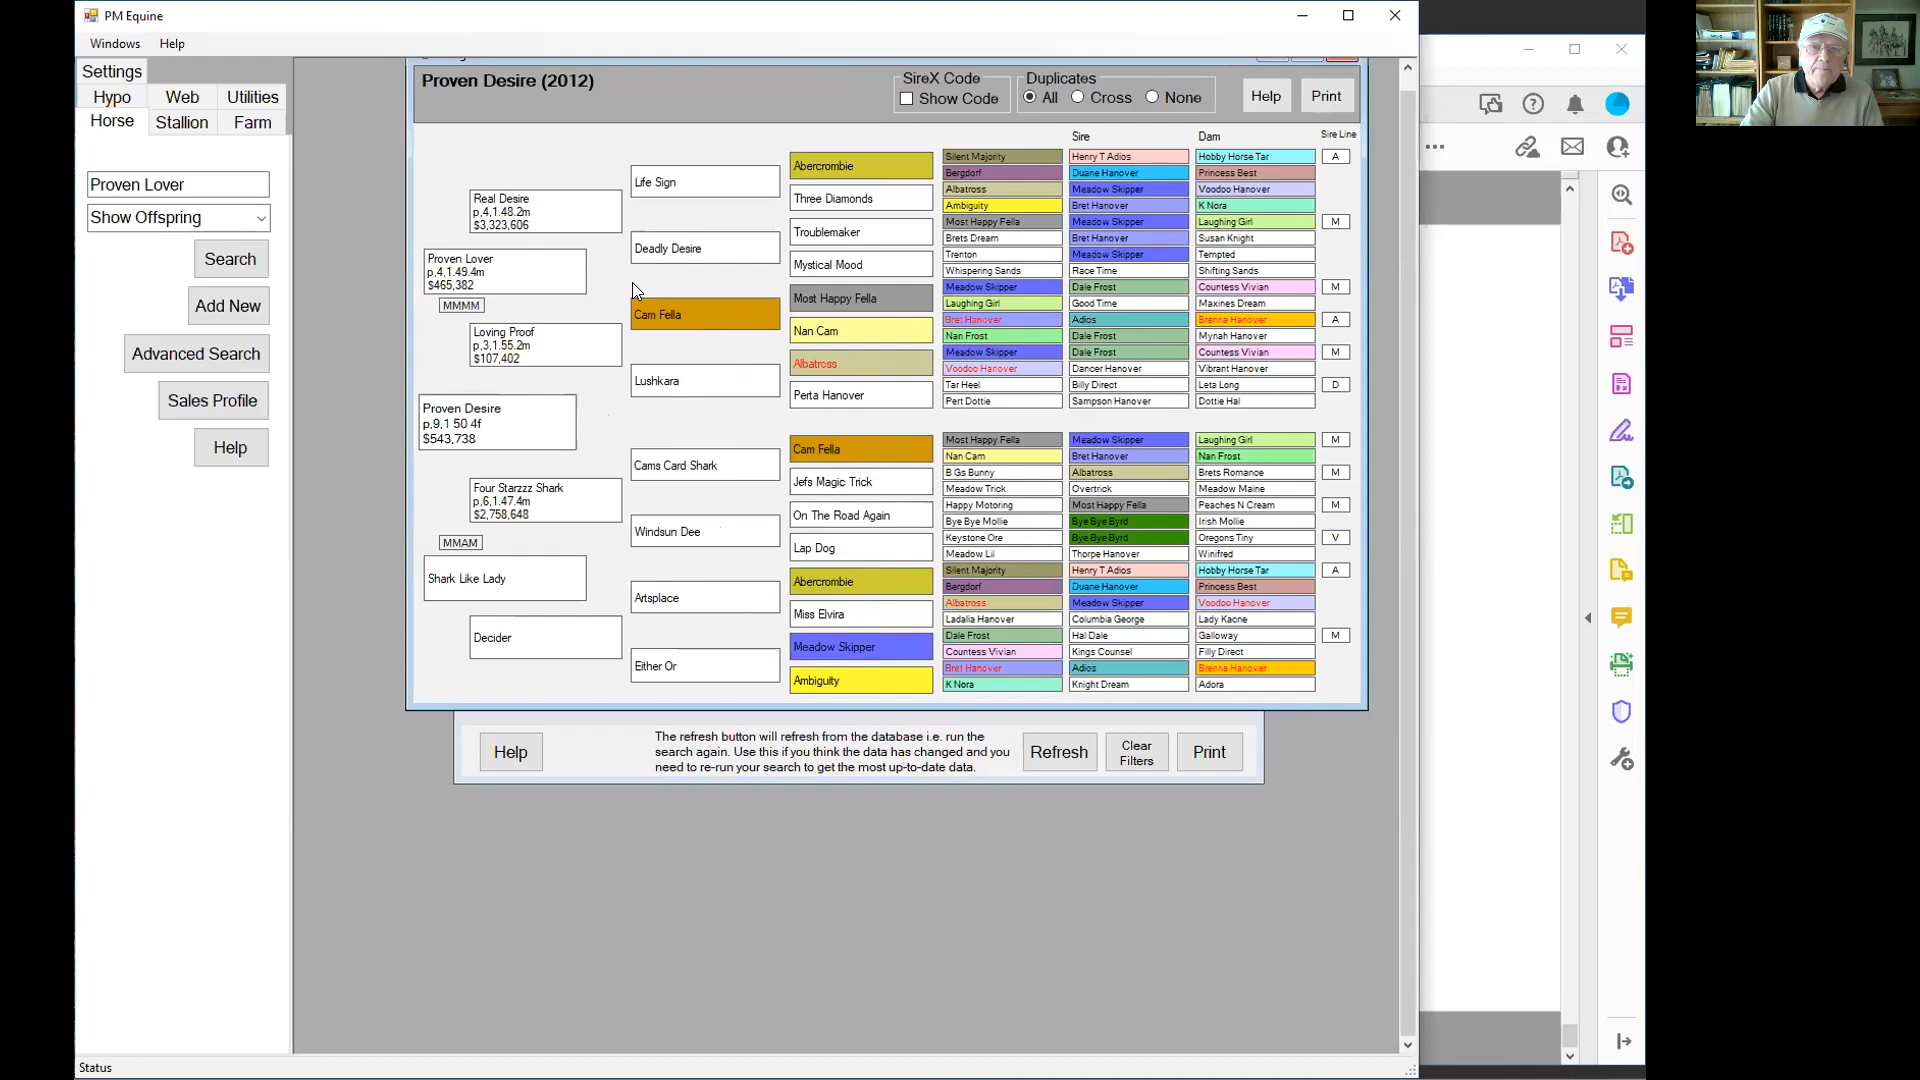 PM Equine
Windows
Help
Settings
Hypo
Web
Utilities
Horse
Stallion
Farm
Proven Lover
Show Offspring
Search
Add New
Advanced Search
Sales Profile
Help
Proven Desire (2012)
SireX Code
Show Code
Duplicates
All
Cross
None
Help
Print
Sire
Dam
Sire Line
Proven Desire
p,9,1 50 4f
$543,738
Proven Lover
p,4,1.49.4m
$465,382
MMMM
Four Starzzz Shark
p,6,1.47.4m
$2,758,648
MMAM
Shark Like Lady
Real Desire
p,4,1.48.2m
$3,323,606
Loving Proof
p,3,1.55.2m
$107,402
Decider
Life Sign
Deadly Desire
Cam Fella
Lushkara
Cams Card Shark
Windsun Dee
Artsplace
Either Or
Abercrombie
Three Diamonds
Troublemaker
Mystical Mood
Most Happy Fella
Nan Cam
Albatross
Perta Hanover
Cam Fella
Jefs Magic Trick
On The Road Again
Lap Dog
Abercrombie
Miss Elvira
Meadow Skipper
Ambiguity
Silent Majority Henry T Adios Hobby Horse Tar A
Bergdorf Duane Hanover Princess Best
Albatross Meadow Skipper Voodoo Hanover
Ambiguity Bret Hanover K Nora
Most Happy Fella Meadow Skipper Laughing Girl M
Brets Dream Bret Hanover Susan Knight
Trenton Meadow Skipper Tempted
Whispering Sands Race Time Shifting Sands
Meadow Skipper Dale Frost Countess Vivian M
Laughing Girl Good Time Maxines Dream
Bret Hanover Adios Brenna Hanover A
Nan Frost Dale Frost Mynah Hanover
Meadow Skipper Dale Frost Countess Vivian M
Voodoo Hanover Dancer Hanover Vibrant Hanover
Tar Heel Billy Direct Leta Long D
Pert Dottie Sampson Hanover Dottie Hal
Most Happy Fella Meadow Skipper Laughing Girl M
Nan Cam Bret Hanover Nan Frost
B Gs Bunny Albatross Brets Romance M
Meadow Trick Overtrick Meadow Maine
Happy Motoring Most Happy Fella Peaches N Cream M
Bye Bye Mollie Bye Bye Byrd Irish Mollie
Keystone Ore Bye Bye Byrd Oregons Tiny V
Meadow Lil Thorpe Hanover Winifred
Silent Majority Henry T Adios Hobby Horse Tar A
Bergdorf Duane Hanover Princess Best
Albatross Meadow Skipper Voodoo Hanover
Ladalia Hanover Columbia George Lady Kacne
Dale Frost Hal Dale Galloway M
Countess Vivian Kings Counsel Filly Direct
Bret Hanover Adios Brenna Hanover
K Nora Knight Dream Adora
Help
The refresh button will refresh from the database i.e. run the
search again. Use this if you think the data has changed and you
need to re-run your search to get the most up-to-date data.
Refresh
Clear
Filters
Print
Status